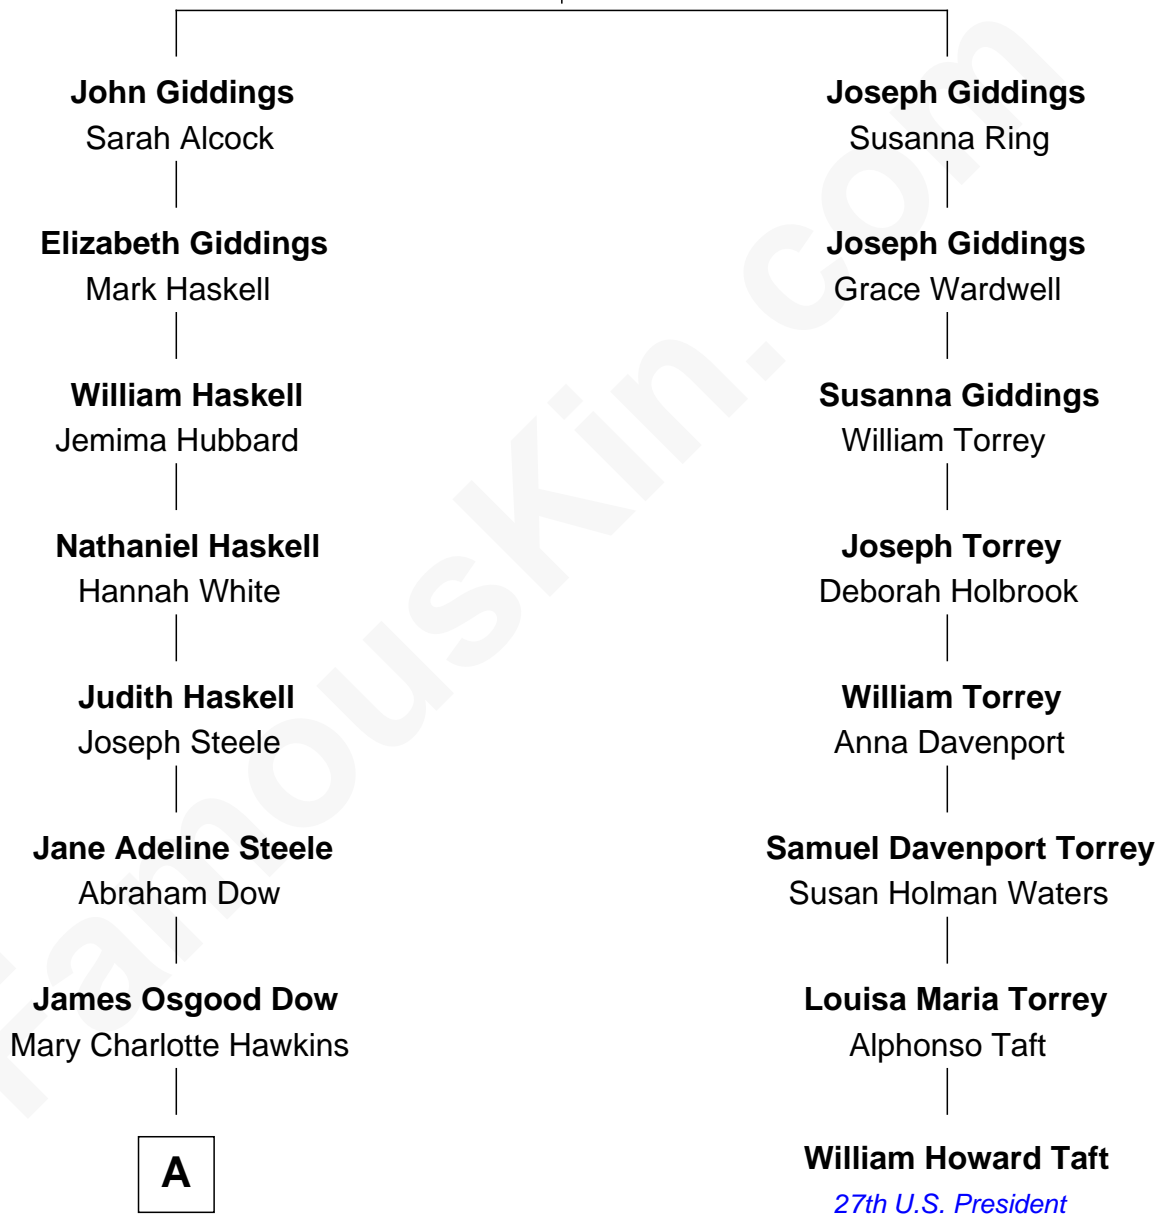 John Giddings
Sarah Alcock
Elizabeth Giddings
Mark Haskell
William Haskell
Jemima Hubbard
Nathaniel Haskell
Hannah White
Judith Haskell
Joseph Steele
Jane Adeline Steele
Abraham Dow
James Osgood Dow
Mary Charlotte Hawkins
A
Joseph Giddings
Susanna Ring
Joseph Giddings
Grace Wardwell
Susanna Giddings
William Torrey
Joseph Torrey
Deborah Holbrook
William Torrey
Anna Davenport
Samuel Davenport Torrey
Susan Holman Waters
Louisa Maria Torrey
Alphonso Taft
William Howard Taft
27th U.S. President
FamousKin.com